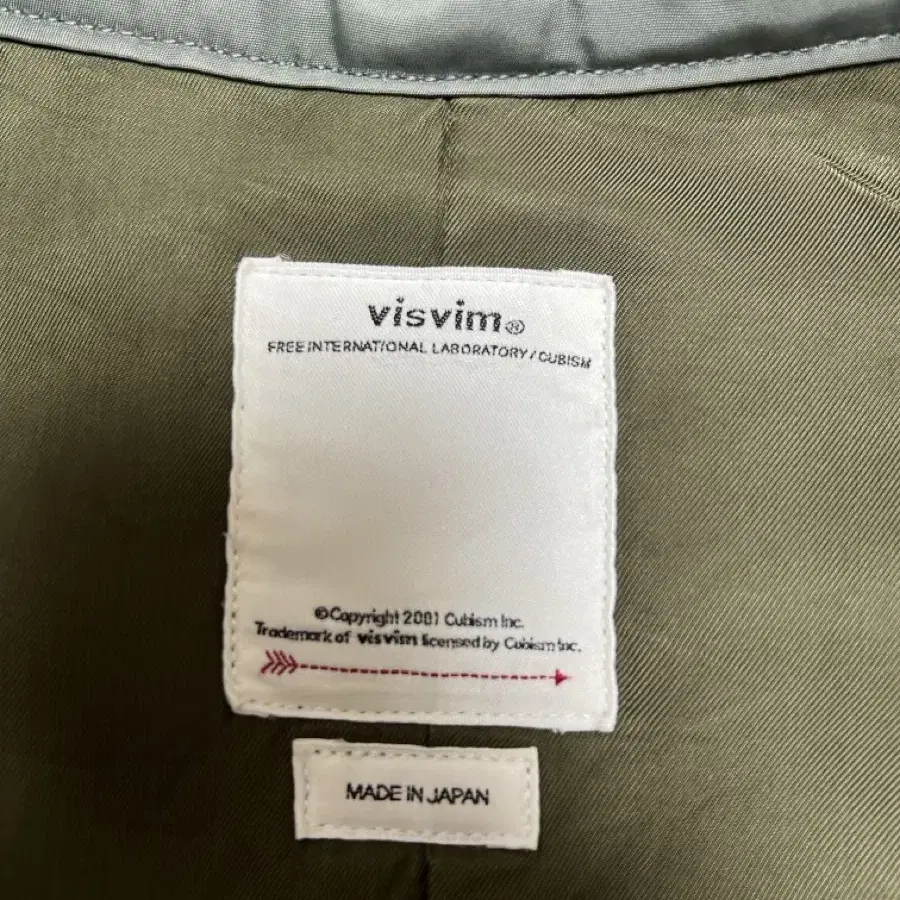 visvim®
FREE INTERNATIONAL LABORATORY / CUBISM
©Copyright 2001 Cubism Inc.
Trademark of visvim licensed by Cubism Inc.
MADE IN JAPAN